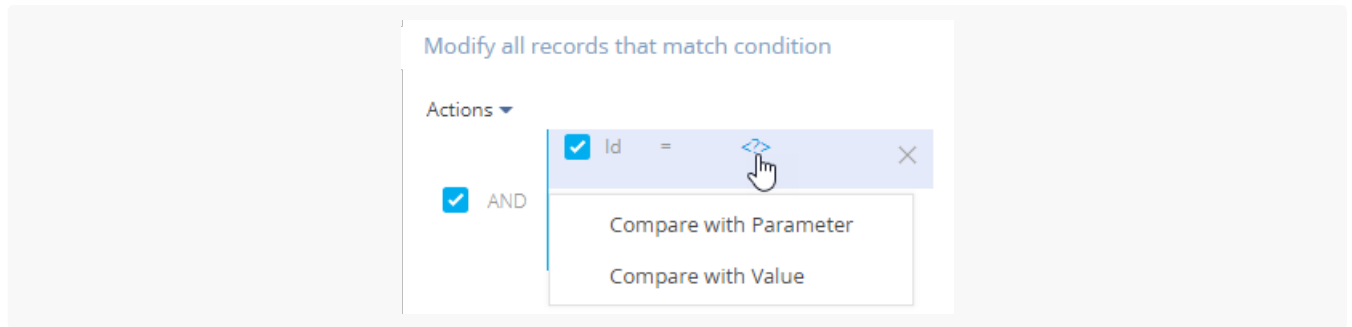 Modify all records that match condition
Actions
Id = <?>
AND
Compare with Parameter
Compare with Value